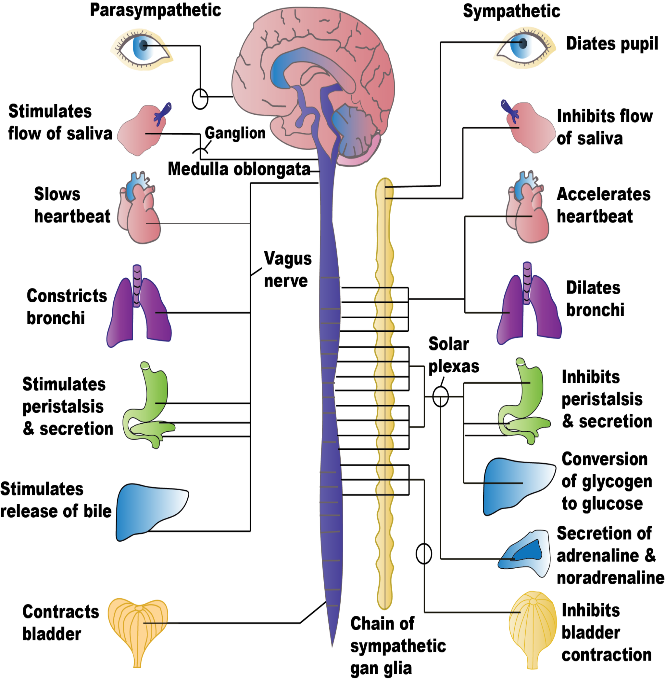 Parasympathetic
Stimulates
flow of saliva
Ganglion
Medulla oblongata
Slows
heartbeat
Vagus
nerve
Constricts
bronchi
Stimulates
peristalsis
& secretion
Stimulates
release of bile
Contracts
bladder
Sympathetic
Diates pupil
Inhibits flow
of saliva
Accelerates
heartbeat
Dilates
bronchi
Solar
plexas
Inhibits
peristalsis
& secretion
Conversion
of glycogen
to glucose
Secretion of
adrenaline &
noradrenaline
Inhibits
bladder
contraction
Chain of
sympathetic
gan glia